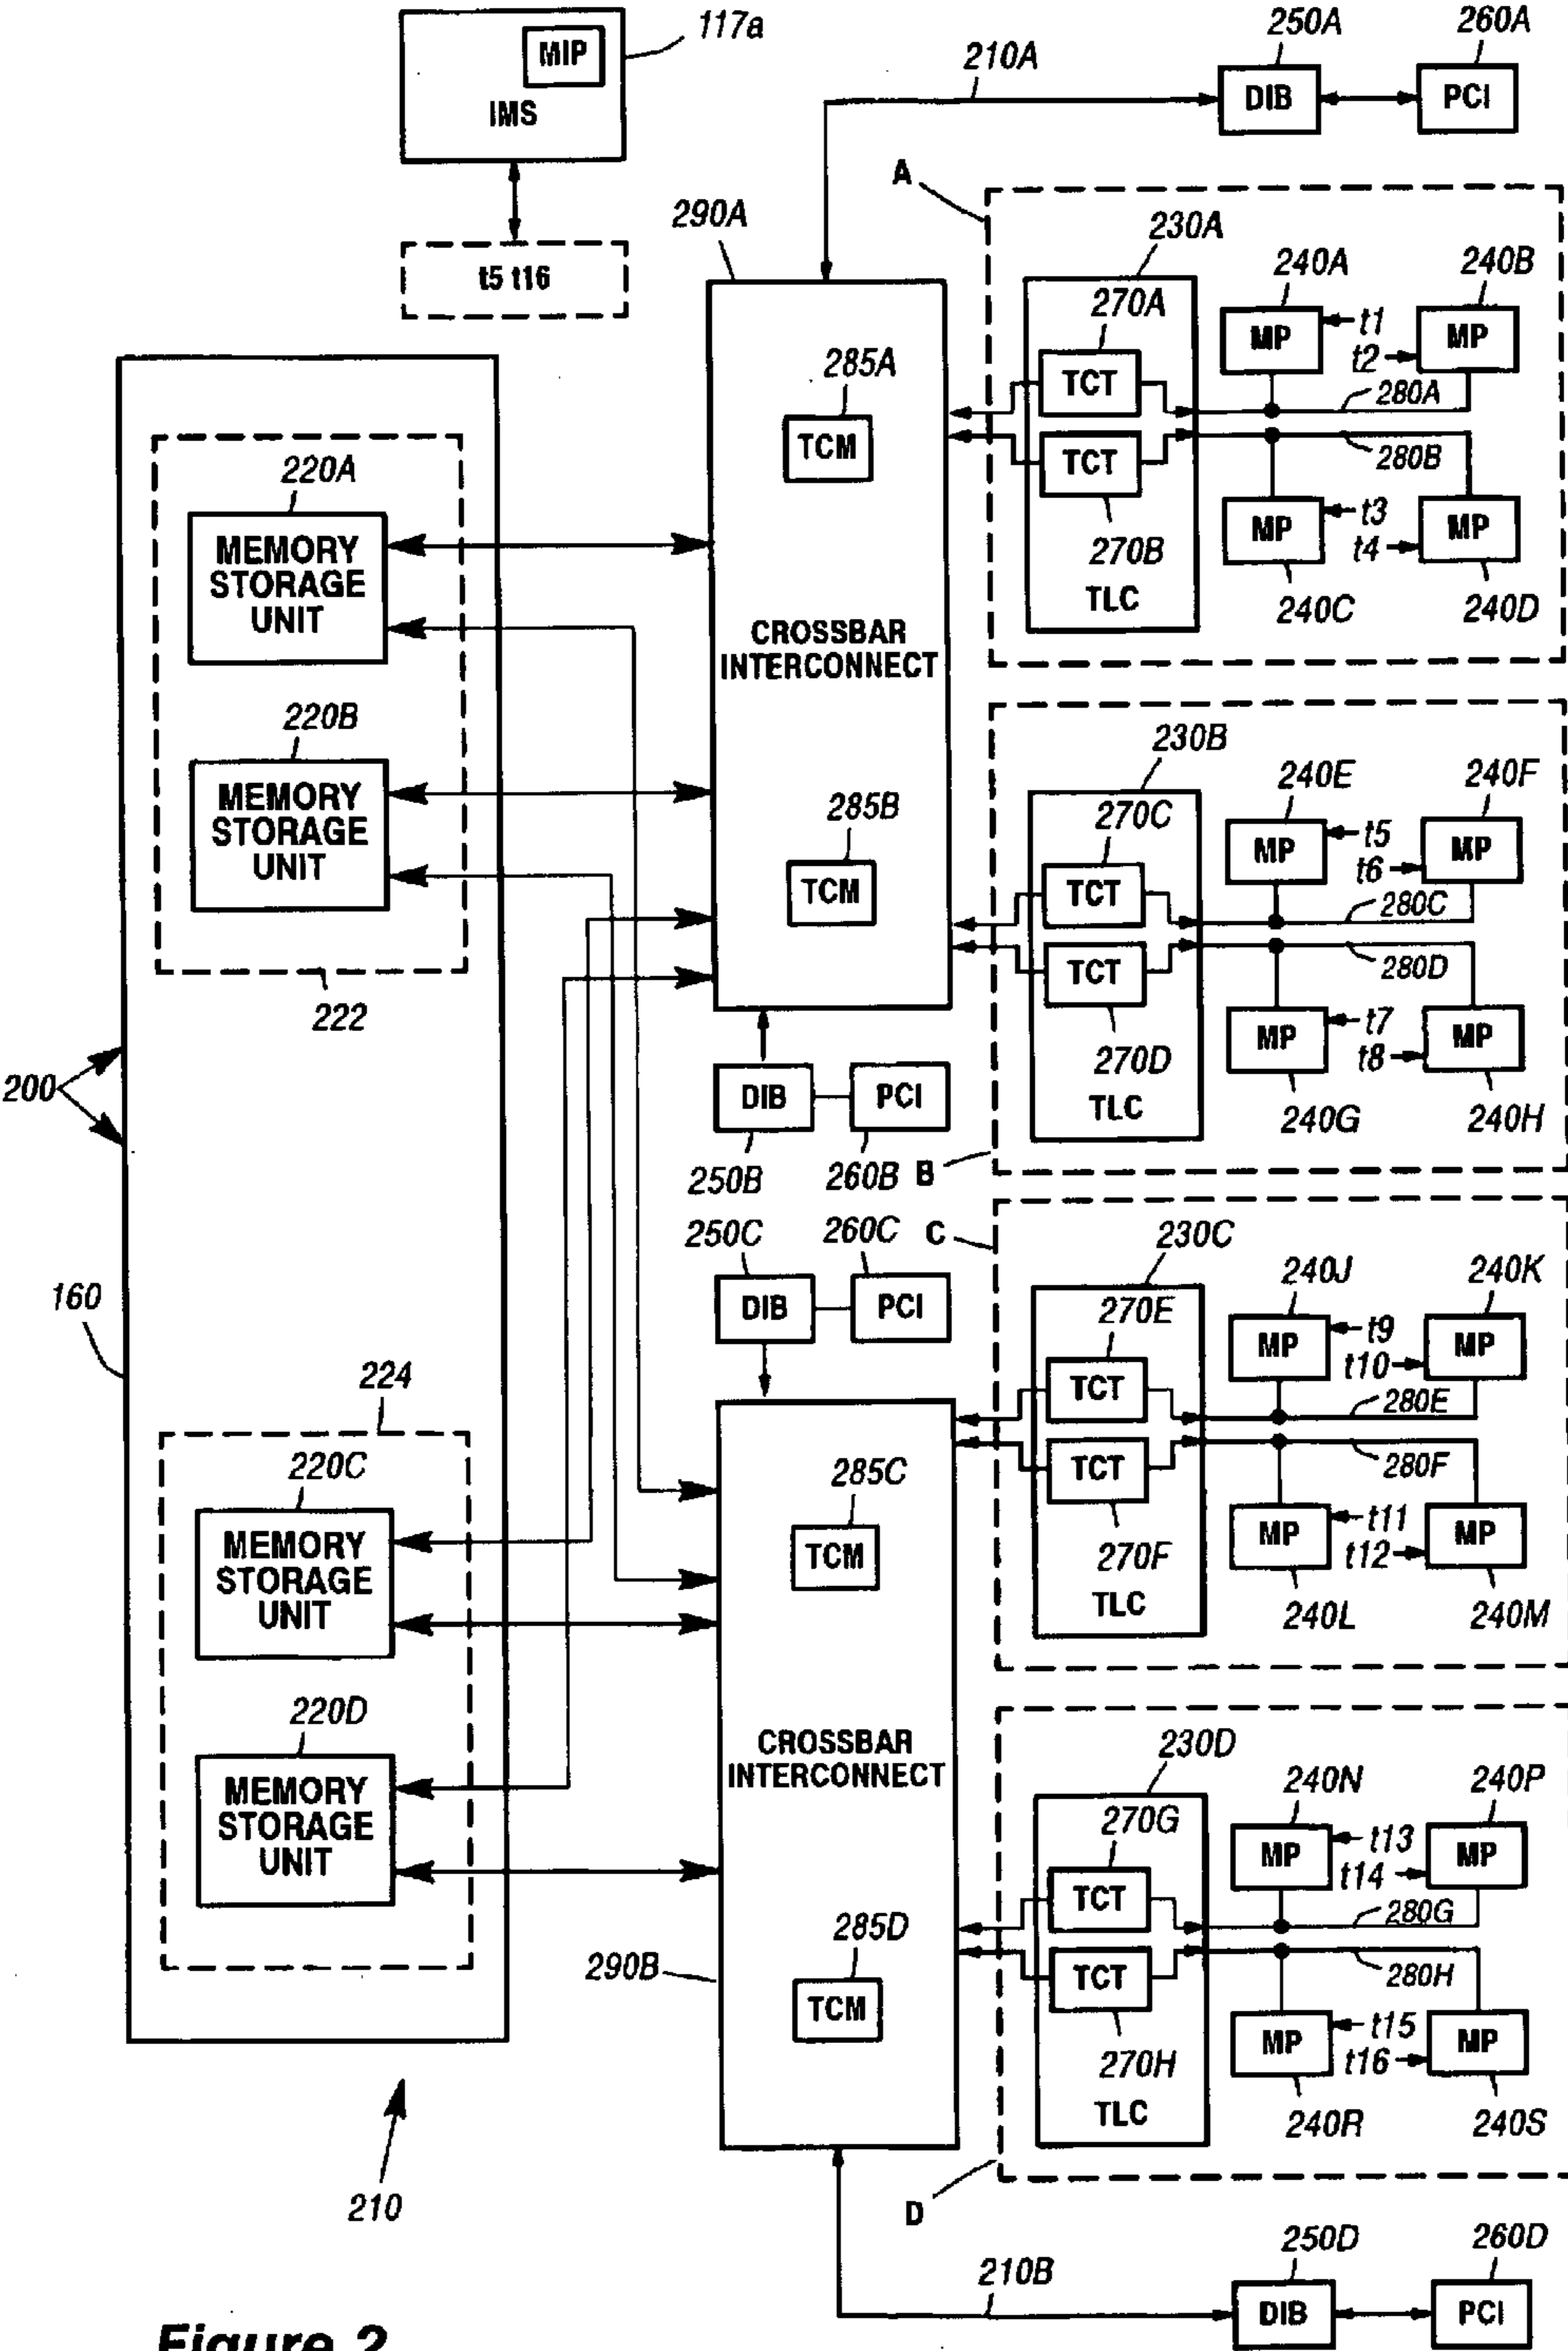 117a
MIP
IMS
t5 t16
210A
250A
DIB
260A
PCI
290A
285A
TCM
CROSSBAR
INTERCONNECT
285B
TCM
A
230A
270A
TCT
TCT
270B
TLC
240A
MP
t1
240B
MP
t2
280A
280B
MP
t3
240C
MP
t4
240D
220A
MEMORY
STORAGE
UNIT
220B
MEMORY
STORAGE
UNIT
222
200
160
230B
270C
TCT
TCT
270D
TLC
240E
MP
t5
240F
MP
t6
280C
280D
MP
t7
240G
MP
t8
240H
B
DIB
250B
PCI
260B
250C
DIB
260C
PCI
C
230C
270E
TCT
TCT
270F
TLC
240J
MP
t9
240K
MP
t10
280E
280F
MP
t11
240L
MP
t12
240M
224
220C
MEMORY
STORAGE
UNIT
220D
MEMORY
STORAGE
UNIT
285C
TCM
CROSSBAR
INTERCONNECT
285D
TCM
290B
230D
270G
TCT
TCT
270H
TLC
240N
MP
t13
240P
MP
t14
280G
280H
MP
t15
240R
MP
t16
240S
D
210
210B
250D
DIB
260D
PCI
Figure 2